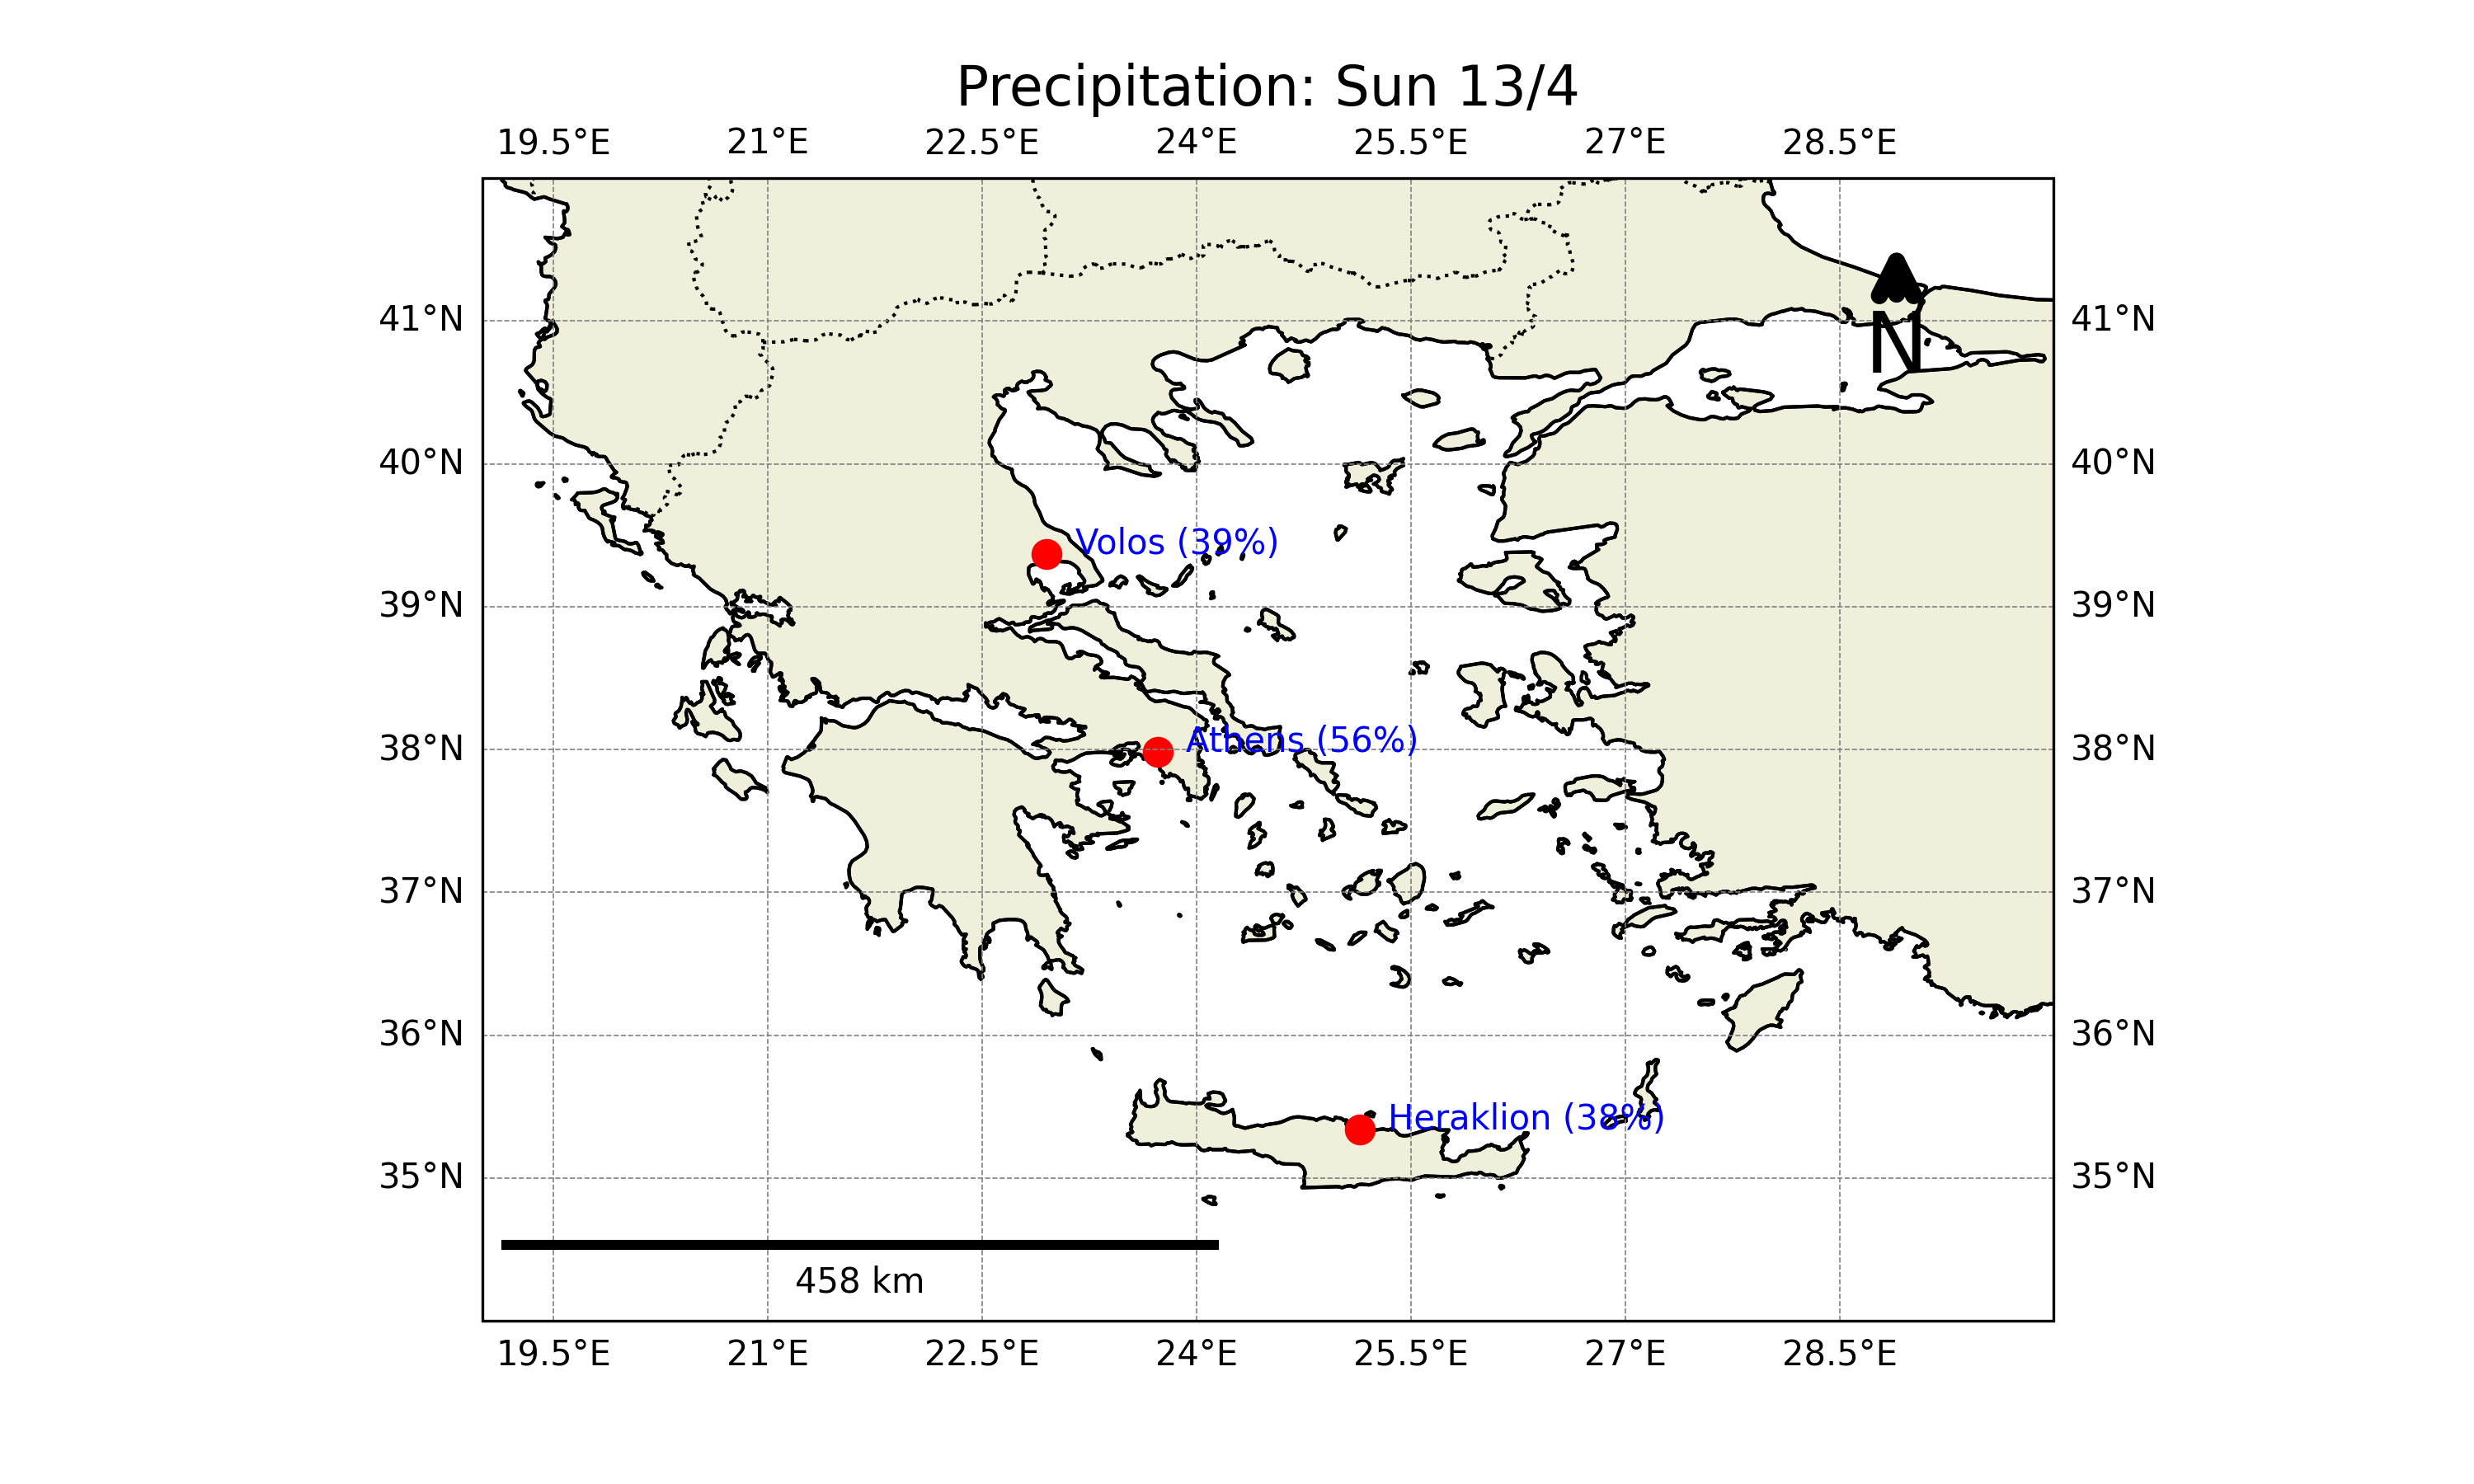 Precipitation: Sun 13/4
19.5°E 21°E 22.5°E 24°E 25.5°E 27°E 28.5°E
41°N 41°N
N
40°N 40°N
Volos (39%)
39°N 39°N
Athens (56%)
38°N 38°N
37°N 37°N
36°N 36°N
Heraklion (38%)
35°N 35°N
458 km
19.5°E 21°E 22.5°E 24°E 25.5°E 27°E 28.5°E